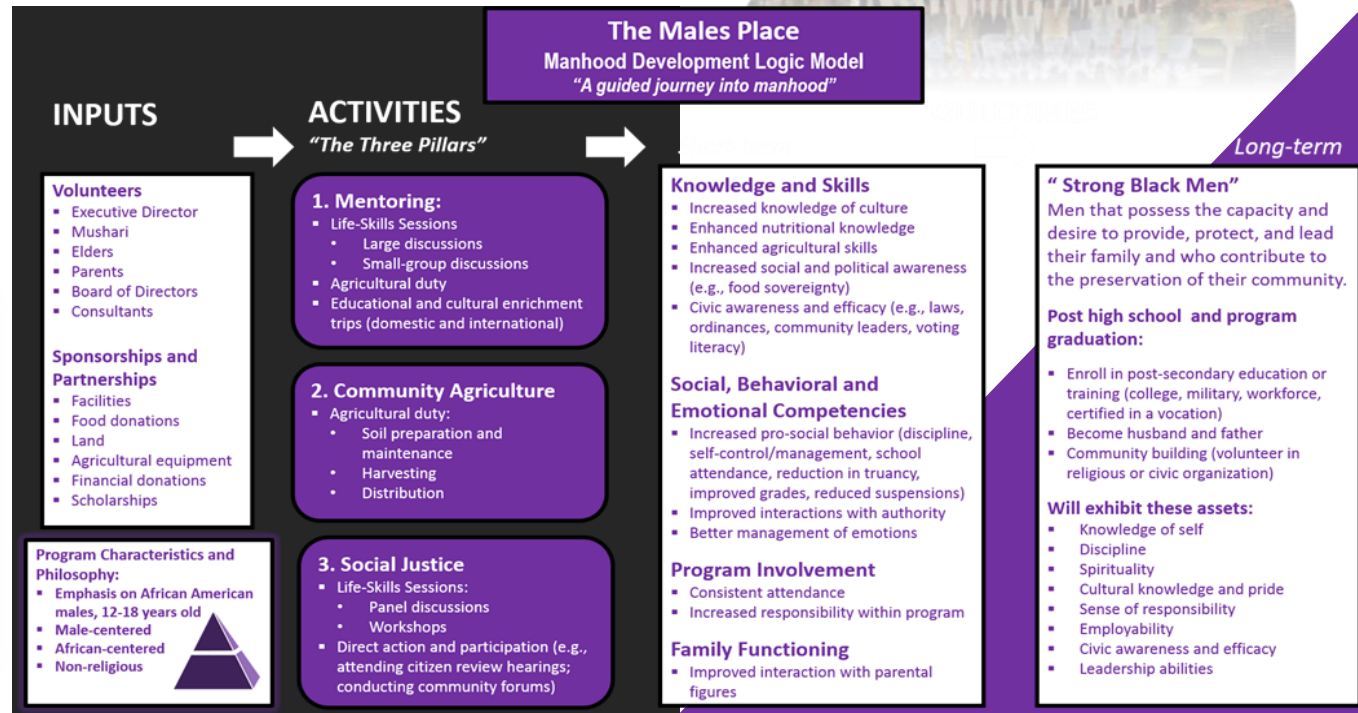 The Males Place
Manhood Development Logic Model
“A guided journey into manhood”
INPUTS
Volunteers
▪ Executive Director
▪ Mushari
▪ Elders
▪ Parents
▪ Board of Directors
▪ Consultants
Sponsorships and
Partnerships
▪ Facilities
▪ Food donations
▪ Land
▪ Agricultural equipment
▪ Financial donations
▪ Scholarships
Program Characteristics and
Philosophy:
▪ Emphasis on African American
males, 12-18 years old
▪ Male-centered
▪ African-centered
▪ Non-religious
ACTIVITIES
“The Three Pillars”
1. Mentoring:
▪ Life-Skills Sessions
• Large discussions
• Small-group discussions
▪ Agricultural duty
▪ Educational and cultural enrichment
trips (domestic and international)
2. Community Agriculture
▪ Agricultural duty:
• Soil preparation and
maintenance
• Harvesting
• Distribution
3. Social Justice
▪ Life-Skills Sessions:
• Panel discussions
• Workshops
▪ Direct action and participation (e.g.,
attending citizen review hearings;
conducting community forums)
Knowledge and Skills
▪ Increased knowledge of culture
▪ Enhanced nutritional knowledge
▪ Enhanced agricultural skills
▪ Increased social and political awareness
(e.g., food sovereignty)
▪ Civic awareness and efficacy (e.g., laws,
ordinances, community leaders, voting
literacy)
Social, Behavioral and
Emotional Competencies
▪ Increased pro-social behavior (discipline,
self-control/management, school
attendance, reduction in truancy,
improved grades, reduced suspensions)
▪ Improved interactions with authority
▪ Better management of emotions
Program Involvement
▪ Consistent attendance
▪ Increased responsibility within program
Family Functioning
▪ Improved interaction with parental
figures
Long-term
“ Strong Black Men”
Men that possess the capacity and
desire to provide, protect, and lead
their family and who contribute to
the preservation of their community.
Post high school and program
graduation:
▪ Enroll in post-secondary education or
training (college, military, workforce,
certified in a vocation)
▪ Become husband and father
▪ Community building (volunteer in
religious or civic organization)
Will exhibit these assets:
▪ Knowledge of self
▪ Discipline
▪ Spirituality
▪ Cultural knowledge and pride
▪ Sense of responsibility
▪ Employability
▪ Civic awareness and efficacy
▪ Leadership abilities